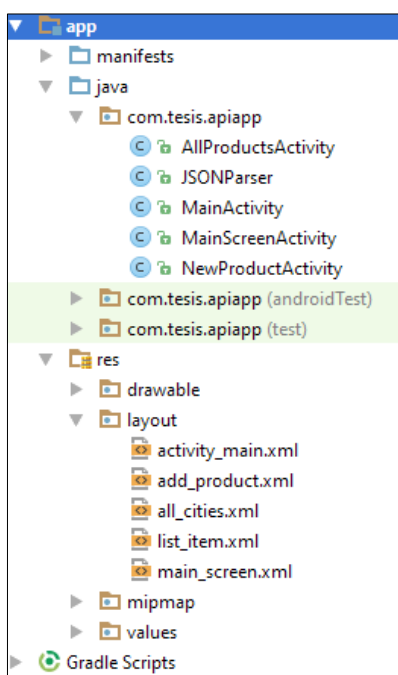 app
manifests
java
com.tesis.apiapp
AllProductsActivity
JSONParser
MainActivity
MainScreenActivity
NewProductActivity
com.tesis.apiapp (androidTest)
com.tesis.apiapp (test)
res
drawable
layout
activity_main.xml
add_product.xml
all_cities.xml
list_item.xml
main_screen.xml
mipmap
values
Gradle Scripts